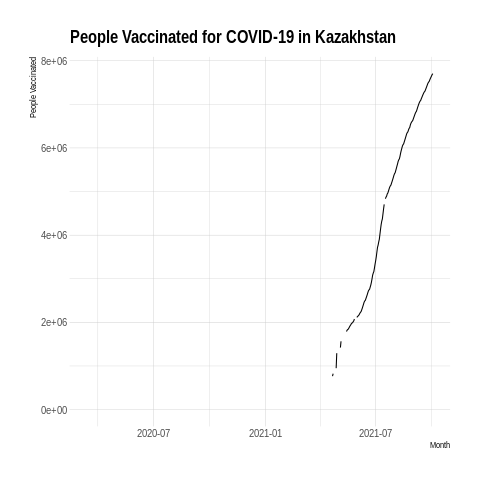 People Vaccinated for COVID-19 in Kazakhstan
People Vaccinated
8e+06
6e+06
4e+06
2e+06
0e+00
2020-07
2021-01
2021-07
Month